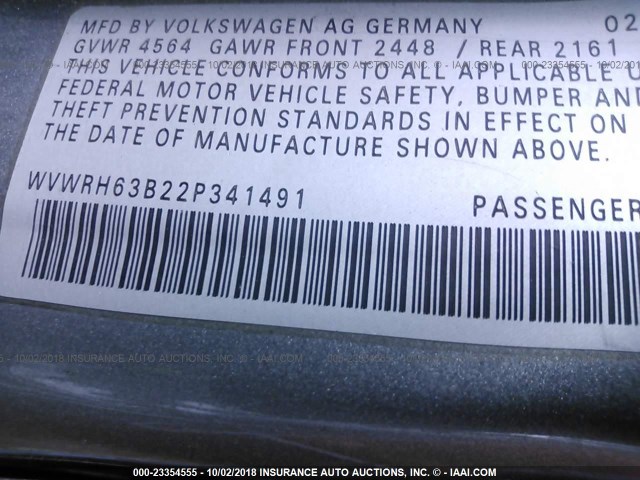 MFD BY VOLKSWAGEN AG GERMANY 02
GVWR 4564 GAWR FRONT 2448 / REAR 2161
THIS VEHICLE CONFORMS TO ALL APPLICABLE
FEDERAL MOTOR VEHICLE SAFETY, BUMPER AND
THEFT PREVENTION STANDARDS IN EFFECT ON
THE DATE OF MANUFACTURE SHOWN ABOVE.
WVWRH63B22P341491 PASSENGER
000-23354555 - 10/02/2018 INSURANCE AUTO AUCTIONS, INC. © - IAAI.COM